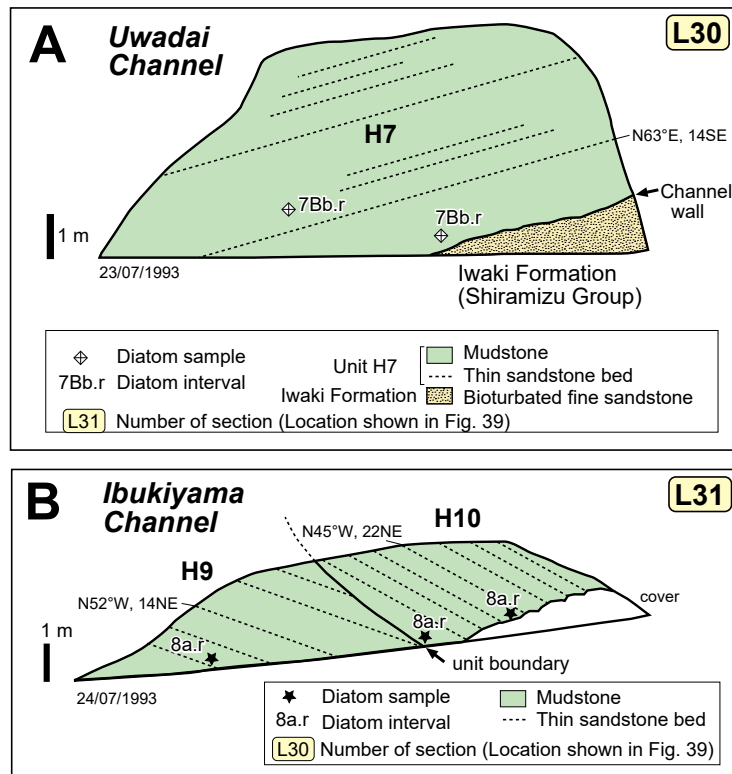 A
Uwadai
Channel
L30
H7
N63°E, 14SE
7Bb.r
7Bb.r
Channel
wall
1 m
23/07/1993
Iwaki Formation
(Shiramizu Group)
Diatom sample
7Bb.r Diatom interval
Unit H7
Mudstone
Thin sandstone bed
Iwaki Formation
Bioturbated fine sandstone
L31 Number of section (Location shown in Fig. 39)
B
Ibukiyama
Channel
L31
H10
N45°W, 22NE
H9
N52°W, 14NE
8a.r
8a.r
8a.r
cover
1 m
unit boundary
24/07/1993
Diatom sample
Mudstone
8a.r Diatom interval
Thin sandstone bed
L30 Number of section (Location shown in Fig. 39)